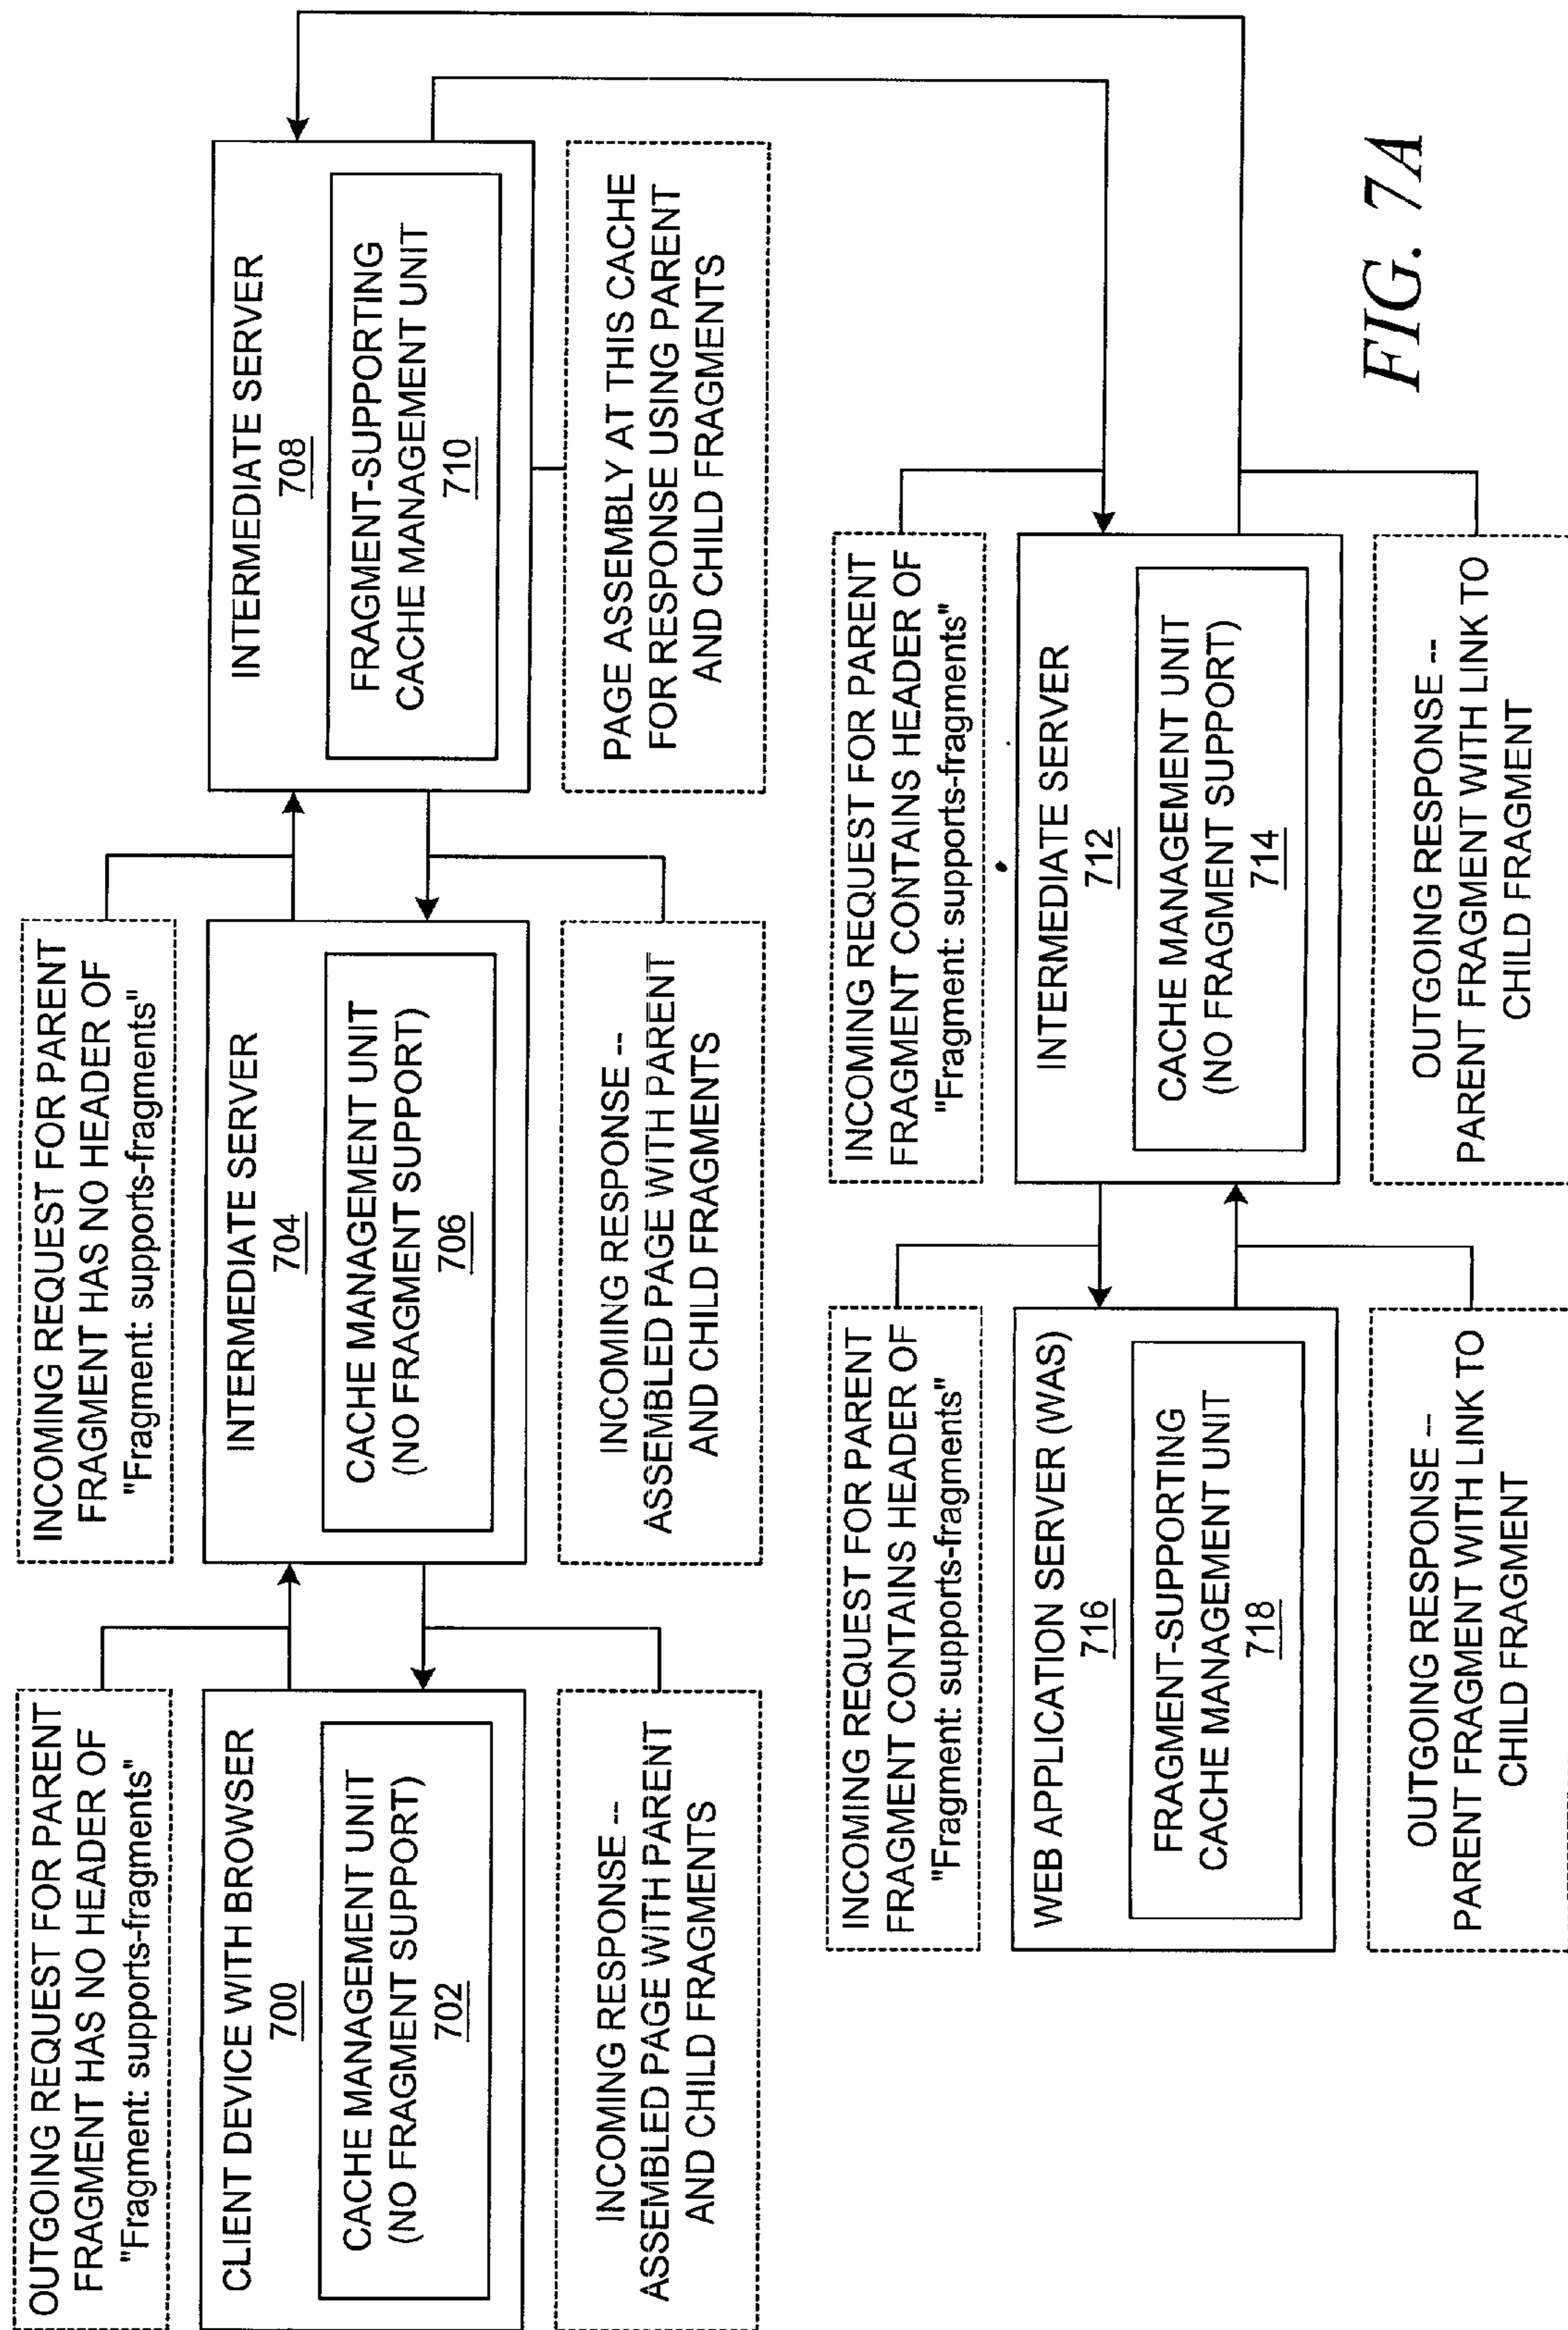 OUTGOING REQUEST FOR PARENT
FRAGMENT HAS NO HEADER OF
"Fragment: supports-fragments"
CLIENT DEVICE WITH BROWSER
700
CACHE MANAGEMENT UNIT
(NO FRAGMENT SUPPORT)
702
INCOMING RESPONSE --
ASSEMBLED PAGE WITH PARENT
AND CHILD FRAGMENTS
INCOMING REQUEST FOR PARENT
FRAGMENT HAS NO HEADER OF
"Fragment: supports-fragments"
INTERMEDIATE SERVER
704
CACHE MANAGEMENT UNIT
(NO FRAGMENT SUPPORT)
706
INCOMING RESPONSE --
ASSEMBLED PAGE WITH PARENT
AND CHILD FRAGMENTS
INTERMEDIATE SERVER
708
FRAGMENT-SUPPORTING
CACHE MANAGEMENT UNIT
710
PAGE ASSEMBLY AT THIS CACHE
FOR RESPONSE USING PARENT
AND CHILD FRAGMENTS
INCOMING REQUEST FOR PARENT
FRAGMENT CONTAINS HEADER OF
"Fragment: supports-fragments"
WEB APPLICATION SERVER (WAS)
716
FRAGMENT-SUPPORTING
CACHE MANAGEMENT UNIT
718
OUTGOING RESPONSE --
PARENT FRAGMENT WITH LINK TO
CHILD FRAGMENT
INCOMING REQUEST FOR PARENT
FRAGMENT CONTAINS HEADER OF
"Fragment: supports-fragments"
INTERMEDIATE SERVER
712
CACHE MANAGEMENT UNIT
(NO FRAGMENT SUPPORT)
714
OUTGOING RESPONSE --
PARENT FRAGMENT WITH LINK TO
CHILD FRAGMENT
FIG. 7A